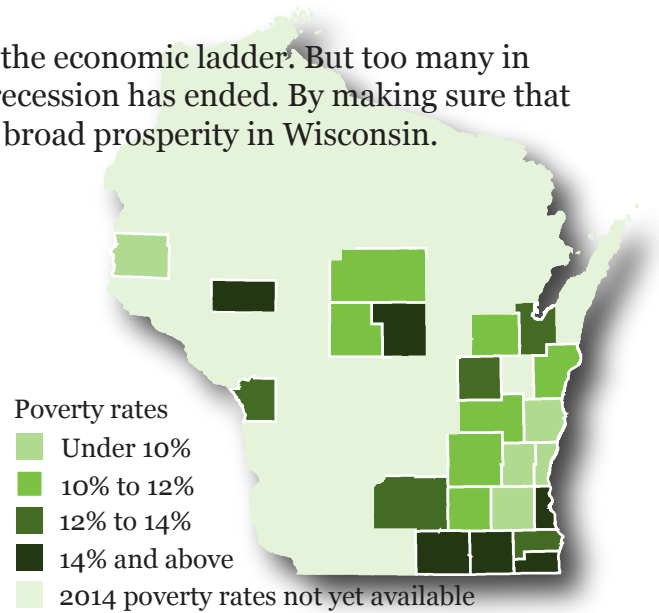 the economic ladder. But too many in
recession has ended. By making sure that
broad prosperity in Wisconsin.
Poverty rates
Under 10%
10% to 12%
12% to 14%
14% and above
2014 poverty rates not yet available